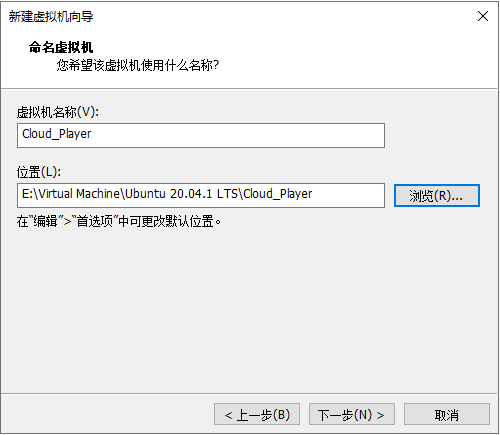 新建虚拟机向导
命名虚拟机
您希望该虚拟机使用什么名称?
虚拟机名称(V):
Cloud_Player
位置(L):
E:\Virtual Machine\Ubuntu 20.04.1 LTS\Cloud_Player
浏览(R)...
在"编辑">"首选项"中可更改默认位置。
< 上一步(B)
下一步(N) >
取消